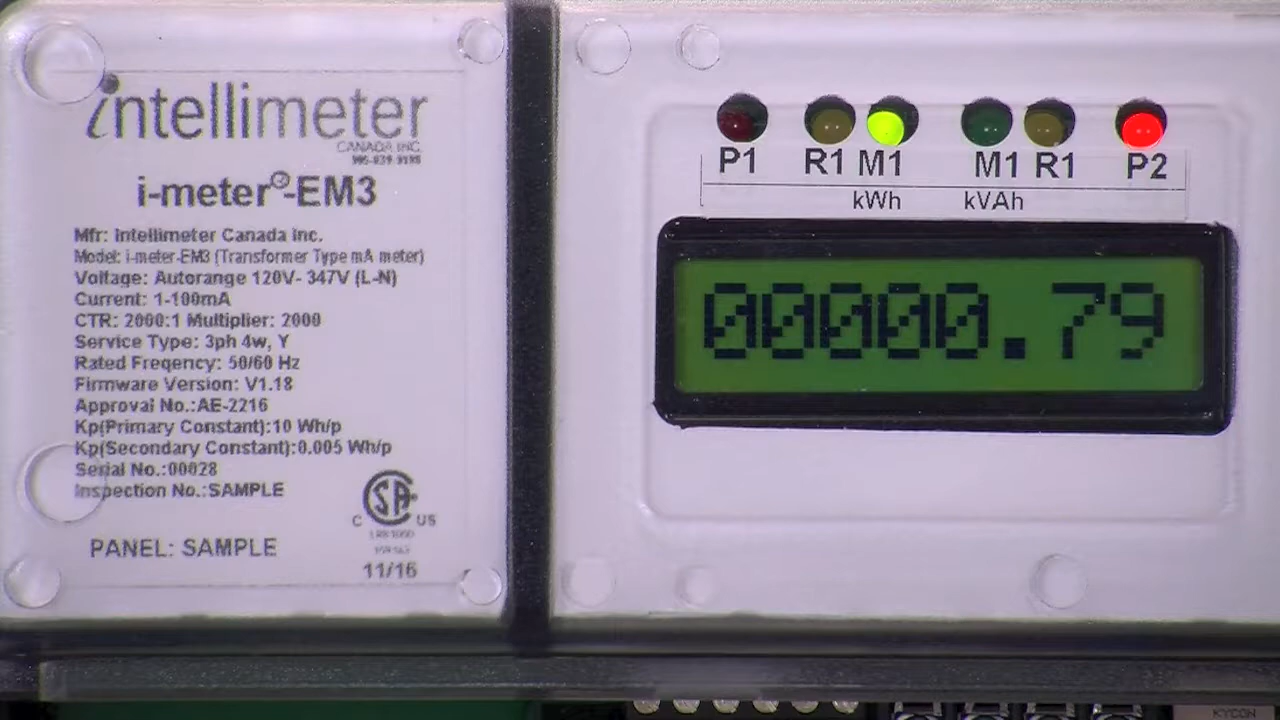 intellimeter
CANADA INC.
905-839-9199
i-meter®-EM3
Mfr: Intellimeter Canada Inc.
Model: i-meter-EM3 (Transformer Type mA meter)
Voltage: Autorange 120V- 347V (L-N)
Current: 1-100mA
CTR: 2000:1 Multiplier: 2000
Service Type: 3ph 4w, Y
Rated Freqency: 50/60 Hz
Firmware Version: V1.18
Approval No.:AE-2216
Kp(Primary Constant):10 Wh/p
Kp(Secondary Constant):0.005 Wh/p
Serial No.:00028
Inspection No.:SAMPLE
C SA US
PANEL: SAMPLE
11/16
P1 R1 M1 M1 R1 P2
kWh kVAh
00000.79
KYCON